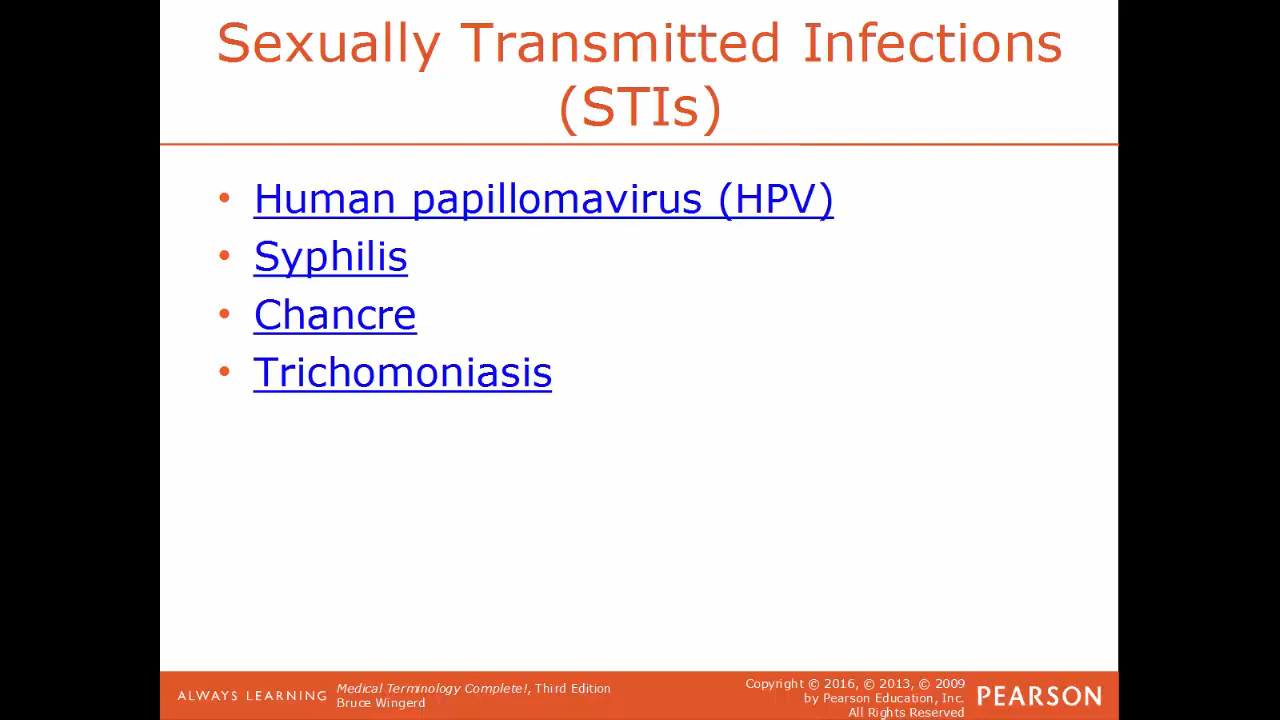 Sexually Transmitted Infections
(STIs)
• Human papillomavirus (HPV)
• Syphilis
• Chancre
• Trichomoniasis
ALWAYS LEARNING
Medical Terminology Complete!, Third Edition
Bruce Wingerd
Copyright © 2016, © 2013, © 2009
by Pearson Education, Inc.
All Rights Reserved
PEARSON